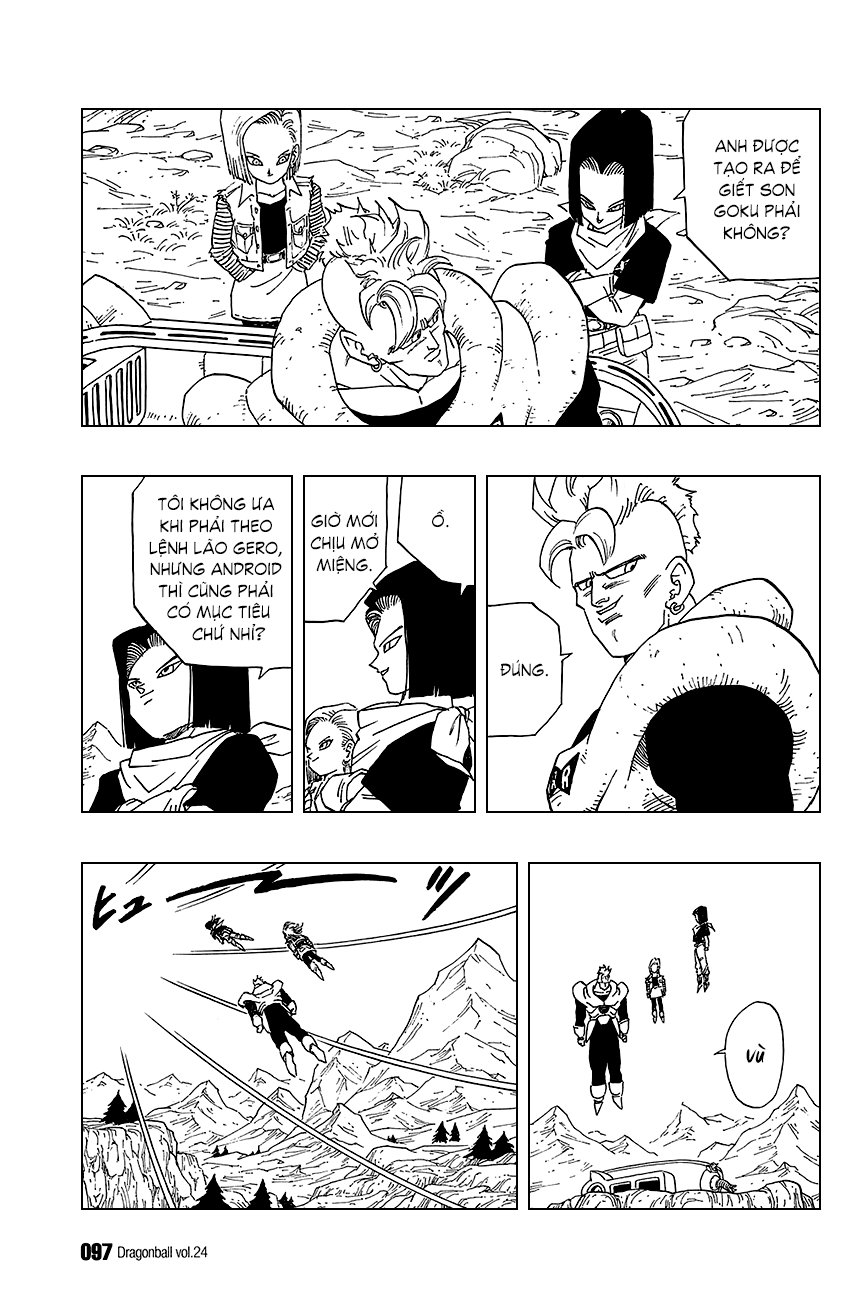 ANH ĐƯỢC
TẠO RA ĐỂ
GIẾT SON
GOKU PHẢI
KHÔNG?
ĐÚNG.
Ồ.
GIỜ MỚI
CHỊU MỞ
MIỆNG.
TÔI KHÔNG ƯA
KHI PHẢI THEO
LỆNH LÃO GERO,
NHƯNG ANDROID
THÌ CŨNG PHẢI
CÓ MỤC TIÊU
CHỨ NHỈ?
VÙ
ヒューッ
097 Dragonball vol.24